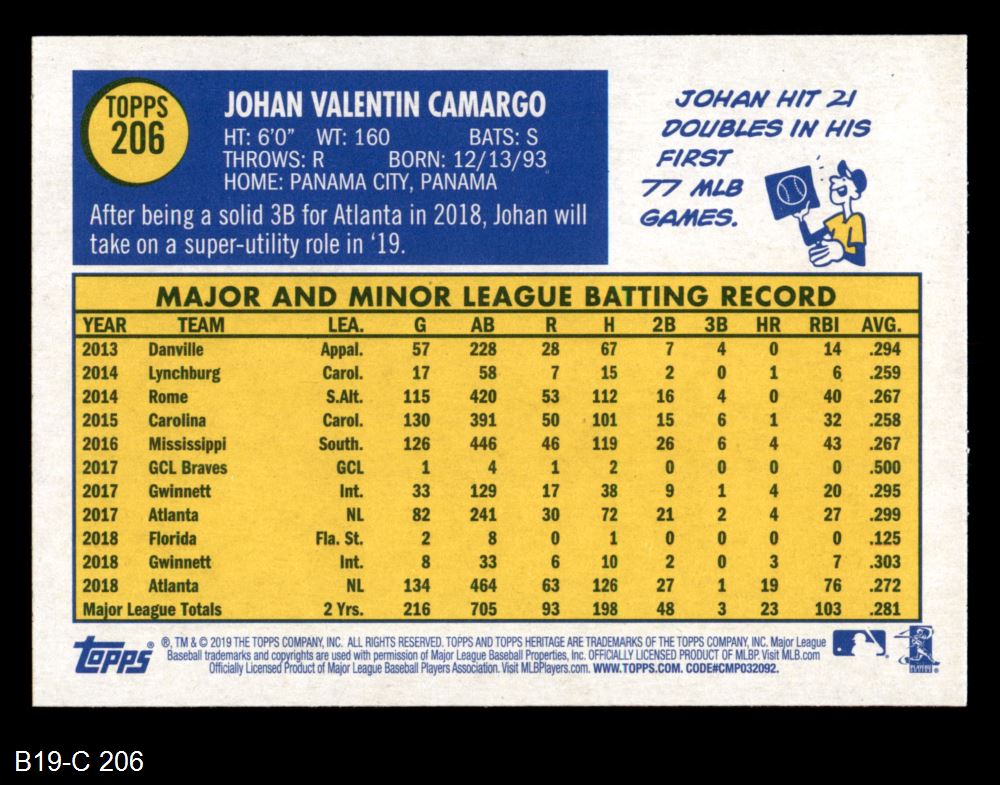 TOPPS
206
JOHAN VALENTIN CAMARGO
HT: 6'0" WT: 160 BATS: S
THROWS: R BORN: 12/13/93
HOME: PANAMA CITY, PANAMA
After being a solid 3B for Atlanta in 2018, Johan will
take on a super-utility role in '19.
JOHAN HIT 21
DOUBLES IN HIS
FIRST
77 MLB
GAMES.
MAJOR AND MINOR LEAGUE BATTING RECORD
YEAR TEAM LEA. G AB R H 2B 3B HR RBI AVG.
2013 Danville Appal. 57 228 28 67 7 4 0 14 .294
2014 Lynchburg Carol. 17 58 7 15 2 0 1 6 .259
2014 Rome S.Alt. 115 420 53 112 16 4 0 40 .267
2015 Carolina Carol. 130 391 50 101 15 6 1 32 .258
2016 Mississippi South. 126 446 46 119 26 6 4 43 .267
2017 GCL Braves GCL 1 4 1 2 0 0 0 0 .500
2017 Gwinnett Int. 33 129 17 38 9 1 4 20 .295
2017 Atlanta NL 82 241 30 72 21 2 4 27 .299
2018 Florida Fla. St. 2 8 0 1 0 0 0 0 .125
2018 Gwinnett Int. 8 33 6 10 2 0 3 7 .303
2018 Atlanta NL 134 464 63 126 27 1 19 76 .272
Major League Totals 2 Yrs. 216 705 93 198 48 3 23 103 .281
Topps ®, TM & © 2019 THE TOPPS COMPANY, INC. ALL RIGHTS RESERVED. TOPPS AND TOPPS HERITAGE ARE TRADEMARKS OF THE TOPPS COMPANY, INC. Major League
Baseball trademarks and copyrights are used with permission of Major League Baseball Properties, Inc. OFFICIALLY LICENSED PRODUCT OF MLBP. Visit MLB.com
Officially Licensed Product of Major League Baseball Players Association. Visit MLBPlayers.com. WWW.TOPPS.COM. CODE#CMP032092.
B19-C 206